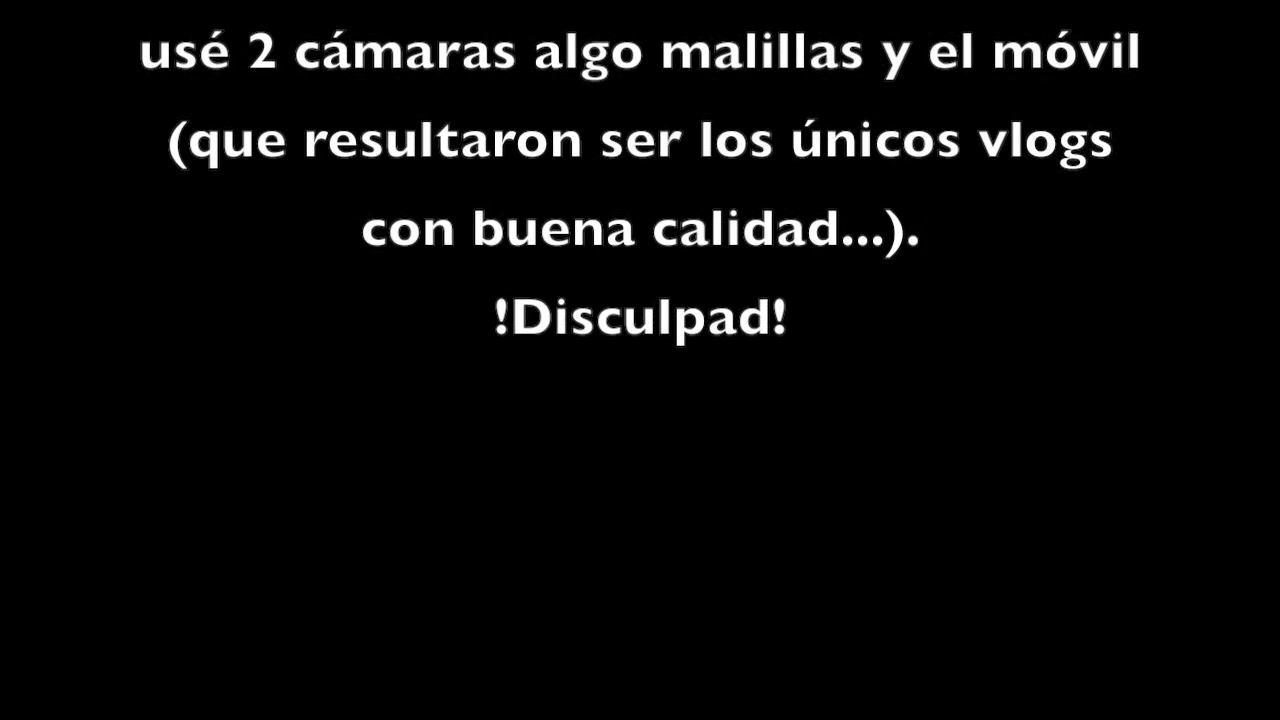 usé 2 cámaras algo malillas y el móvil
(que resultaron ser los únicos vlogs
con buena calidad...).
!Disculpad!